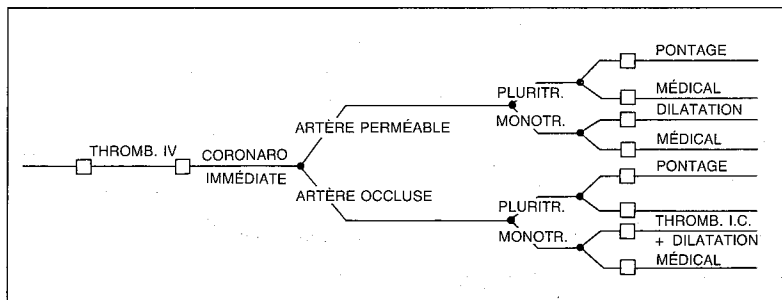 THROMB. IV
CORONARO
IMMÉDIATE
ARTÈRE PERMÉABLE
PLURITR.
PONTAGE
MÉDICAL
MONOTR.
DILATATION
MÉDICAL
ARTÈRE OCCLUSE
PLURITR.
PONTAGE
MONOTR.
THROMB. I.C.
+ DILATATION
MÉDICAL